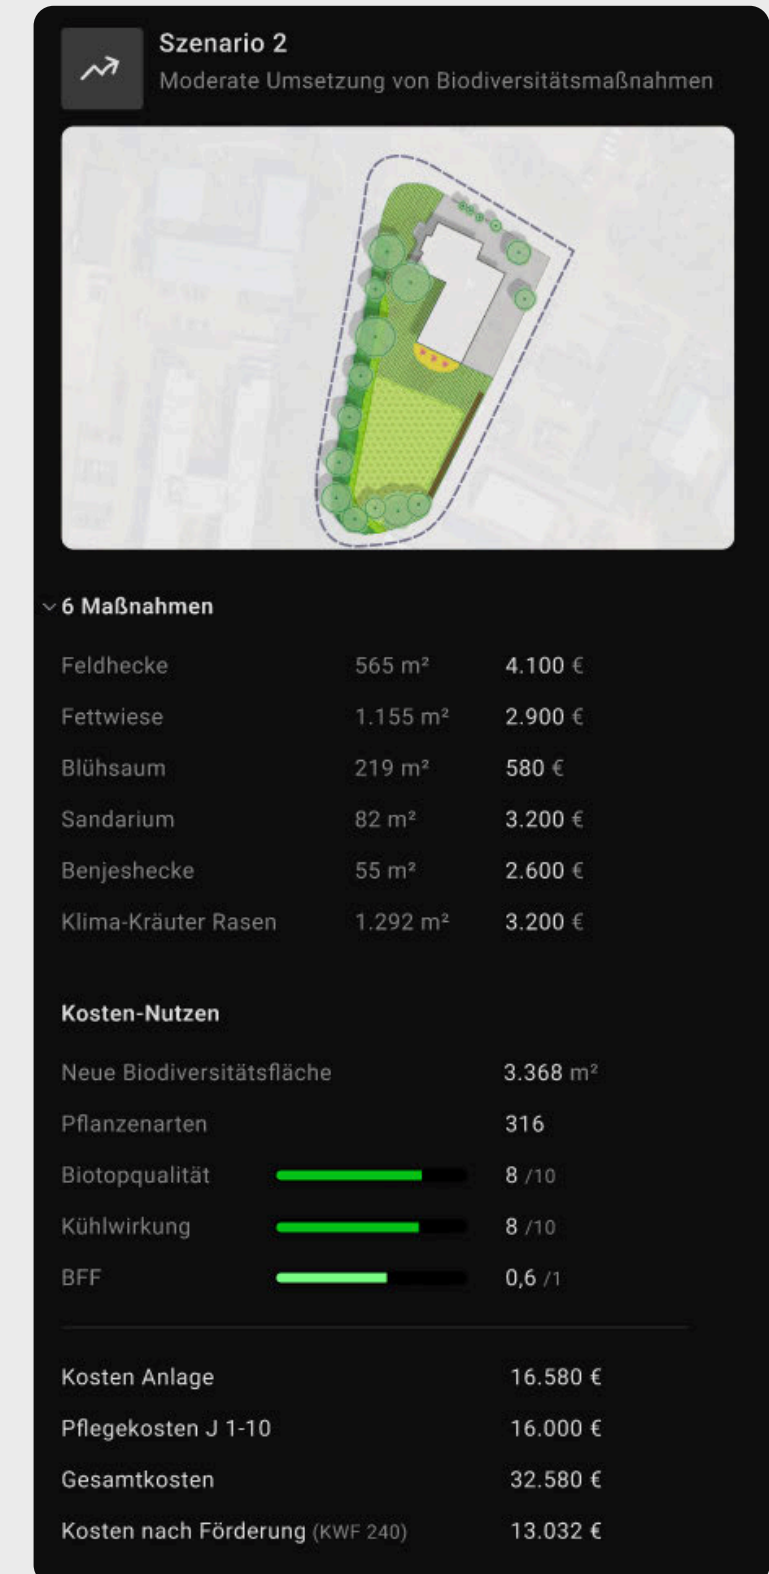 Szenario 2
Moderate Umsetzung von Biodiversitätsmaßnahmen
6 Maßnahmen
Feldhecke 565 m² 4.100 €
Fettwiese 1.155 m² 2.900 €
Blühsaum 219 m² 580 €
Sandarium 82 m² 3.200 €
Benjeshecke 55 m² 2.600 €
Klima-Kräuter Rasen 1.292 m² 3.200 €
Kosten-Nutzen
Neue Biodiversitätsfläche 3.368 m²
Pflanzenarten 316
Biotopqualität 8 /10
Kühlwirkung 8 /10
BFF 0,6 /1
Kosten Anlage 16.580 €
Pflegekosten J 1-10 16.000 €
Gesamtkosten 32.580 €
Kosten nach Förderung (KWF 240) 13.032 €